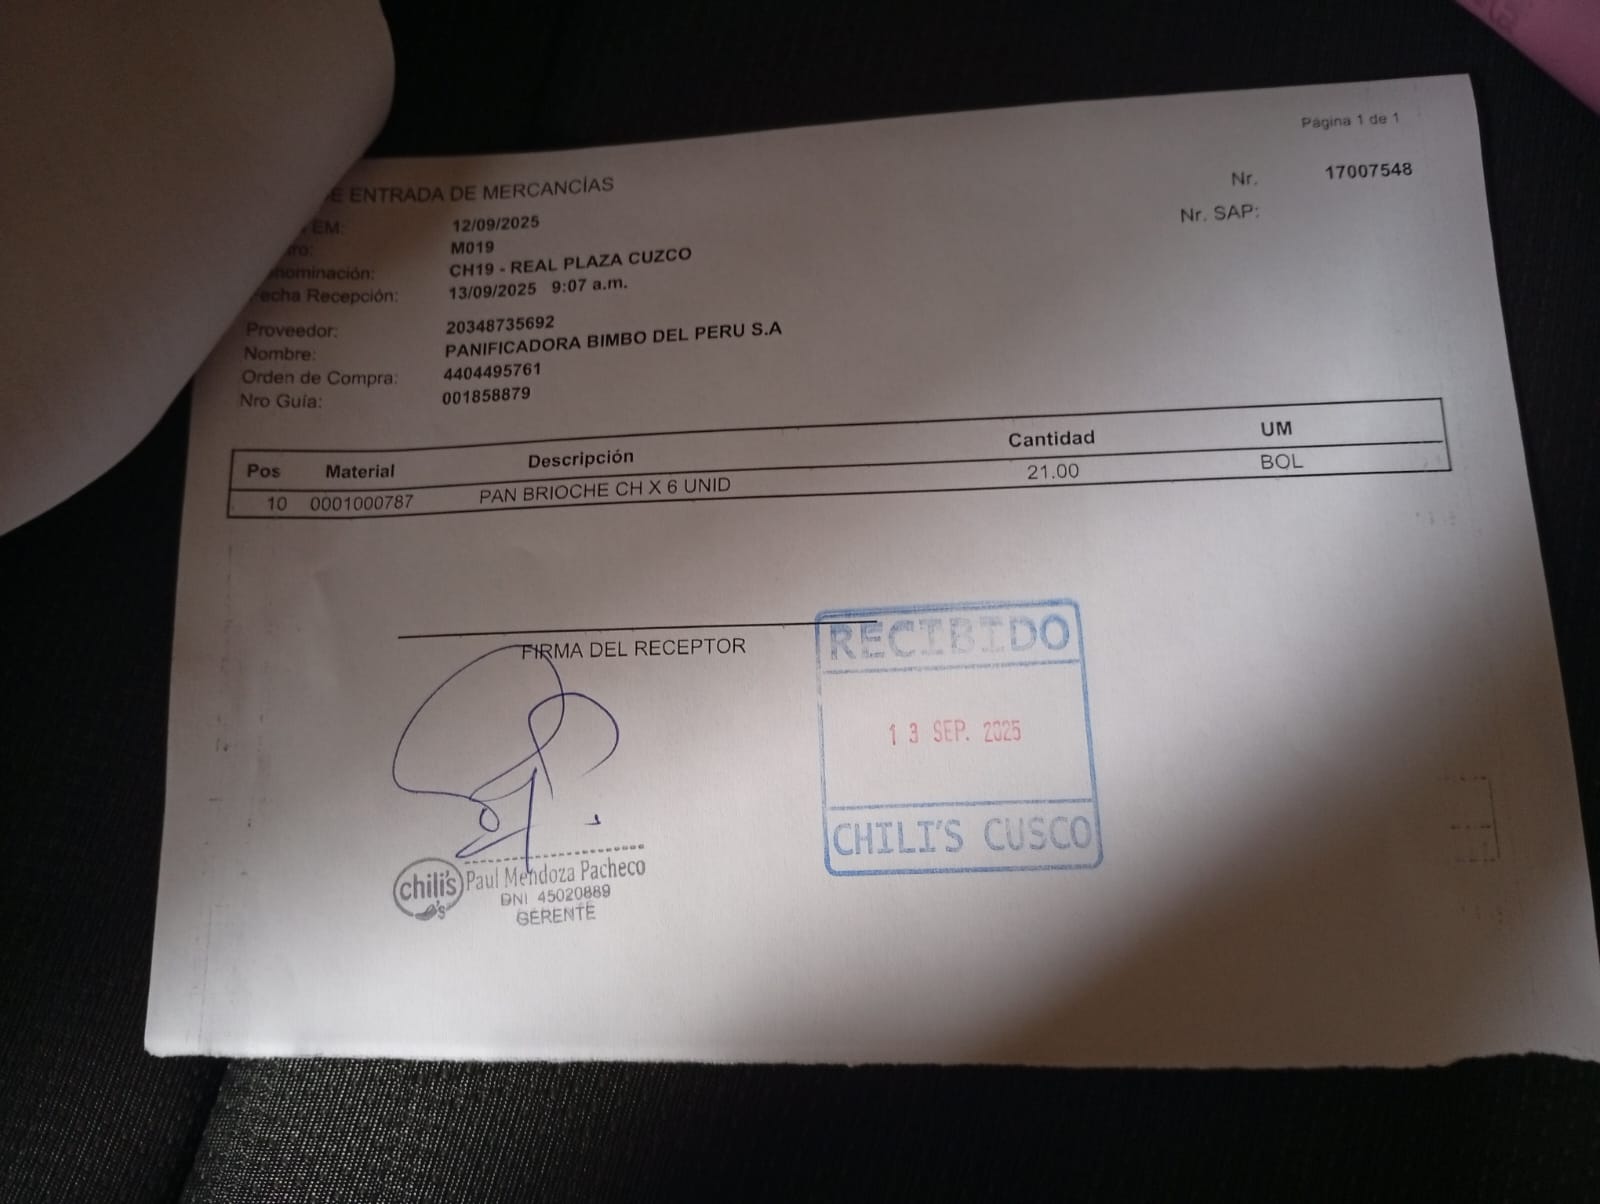 Página 1 de 1
E ENTRADA DE MERCANCÍAS
Nr. 17007548
EM: 12/09/2025
Nr. SAP:
M019
nominación: CH19 - REAL PLAZA CUZCO
Fecha Recepción: 13/09/2025 9:07 a.m.
Proveedor: 20348735692
Nombre: PANIFICADORA BIMBO DEL PERU S.A
Orden de Compra: 4404495761
Nro Guía: 001858879
Pos Material Descripción Cantidad UM
10 0001000787 PAN BRIOCHE CH X 6 UNID 21.00 BOL
FIRMA DEL RECEPTOR
RECIBIDO
13 SEP. 2025
CHILI'S CUSCO
chili's Paul Mendoza Pacheco
DNI 45020889
GERENTE